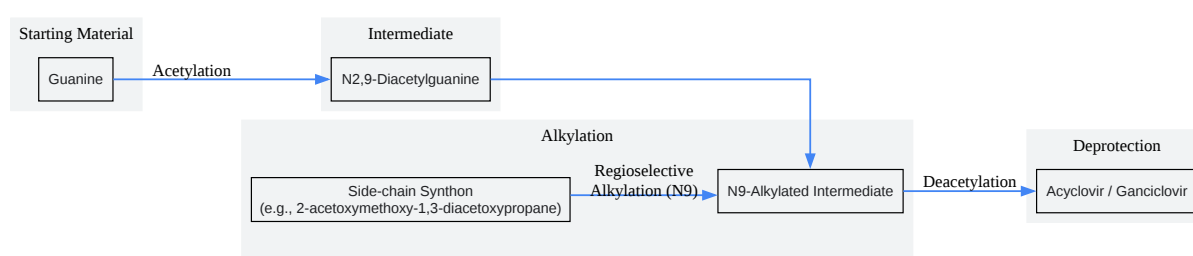 Starting Material
Guanine
Acetylation
Intermediate
N2,9-Diacetylguanine
Alkylation
Side-chain Synthon
(e.g., 2-acetoxymethoxy-1,3-diacetoxypropane)
Regioselective
Alkylation (N9)
N9-Alkylated Intermediate
Deacetylation
Deprotection
Acyclovir / Ganciclovir